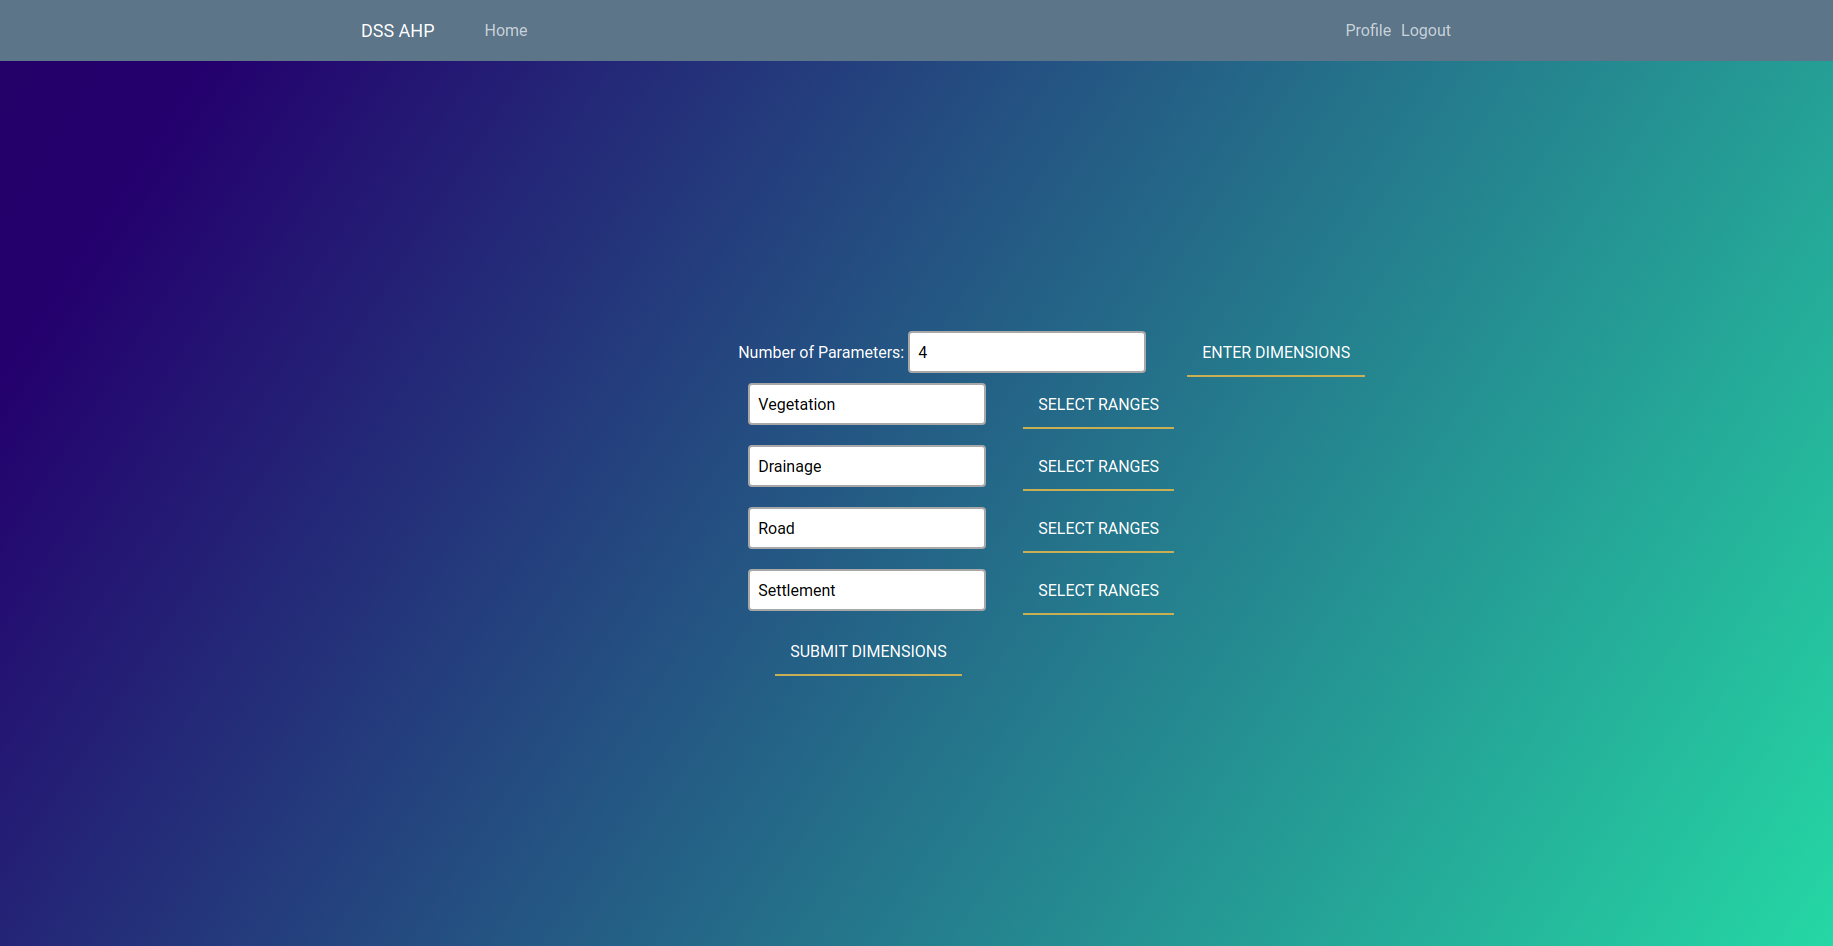 DSS AHP Home Profile Logout
Number of Parameters: 4 ENTER DIMENSIONS
Vegetation SELECT RANGES
Drainage SELECT RANGES
Road SELECT RANGES
Settlement SELECT RANGES
SUBMIT DIMENSIONS